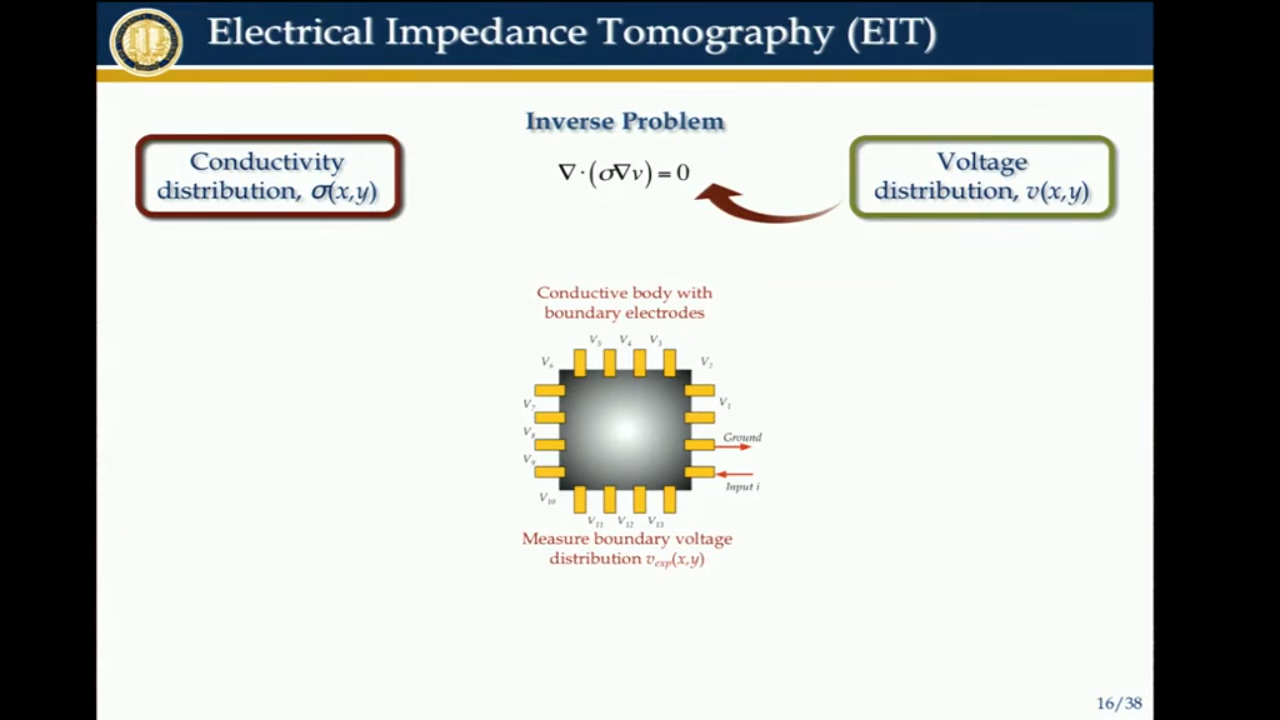 Electrical Impedance Tomography (EIT)
Inverse Problem
Conductivity
distribution, σ(x,y)
∇·(σ∇v) = 0
Voltage
distribution, v(x,y)
Conductive body with
boundary electrodes
V5 V4 V3
V6 V2
V7 V1
V8 Ground
V9
Input i
V10
V11 V12 V13
Measure boundary voltage
distribution vexp(x,y)
16/38